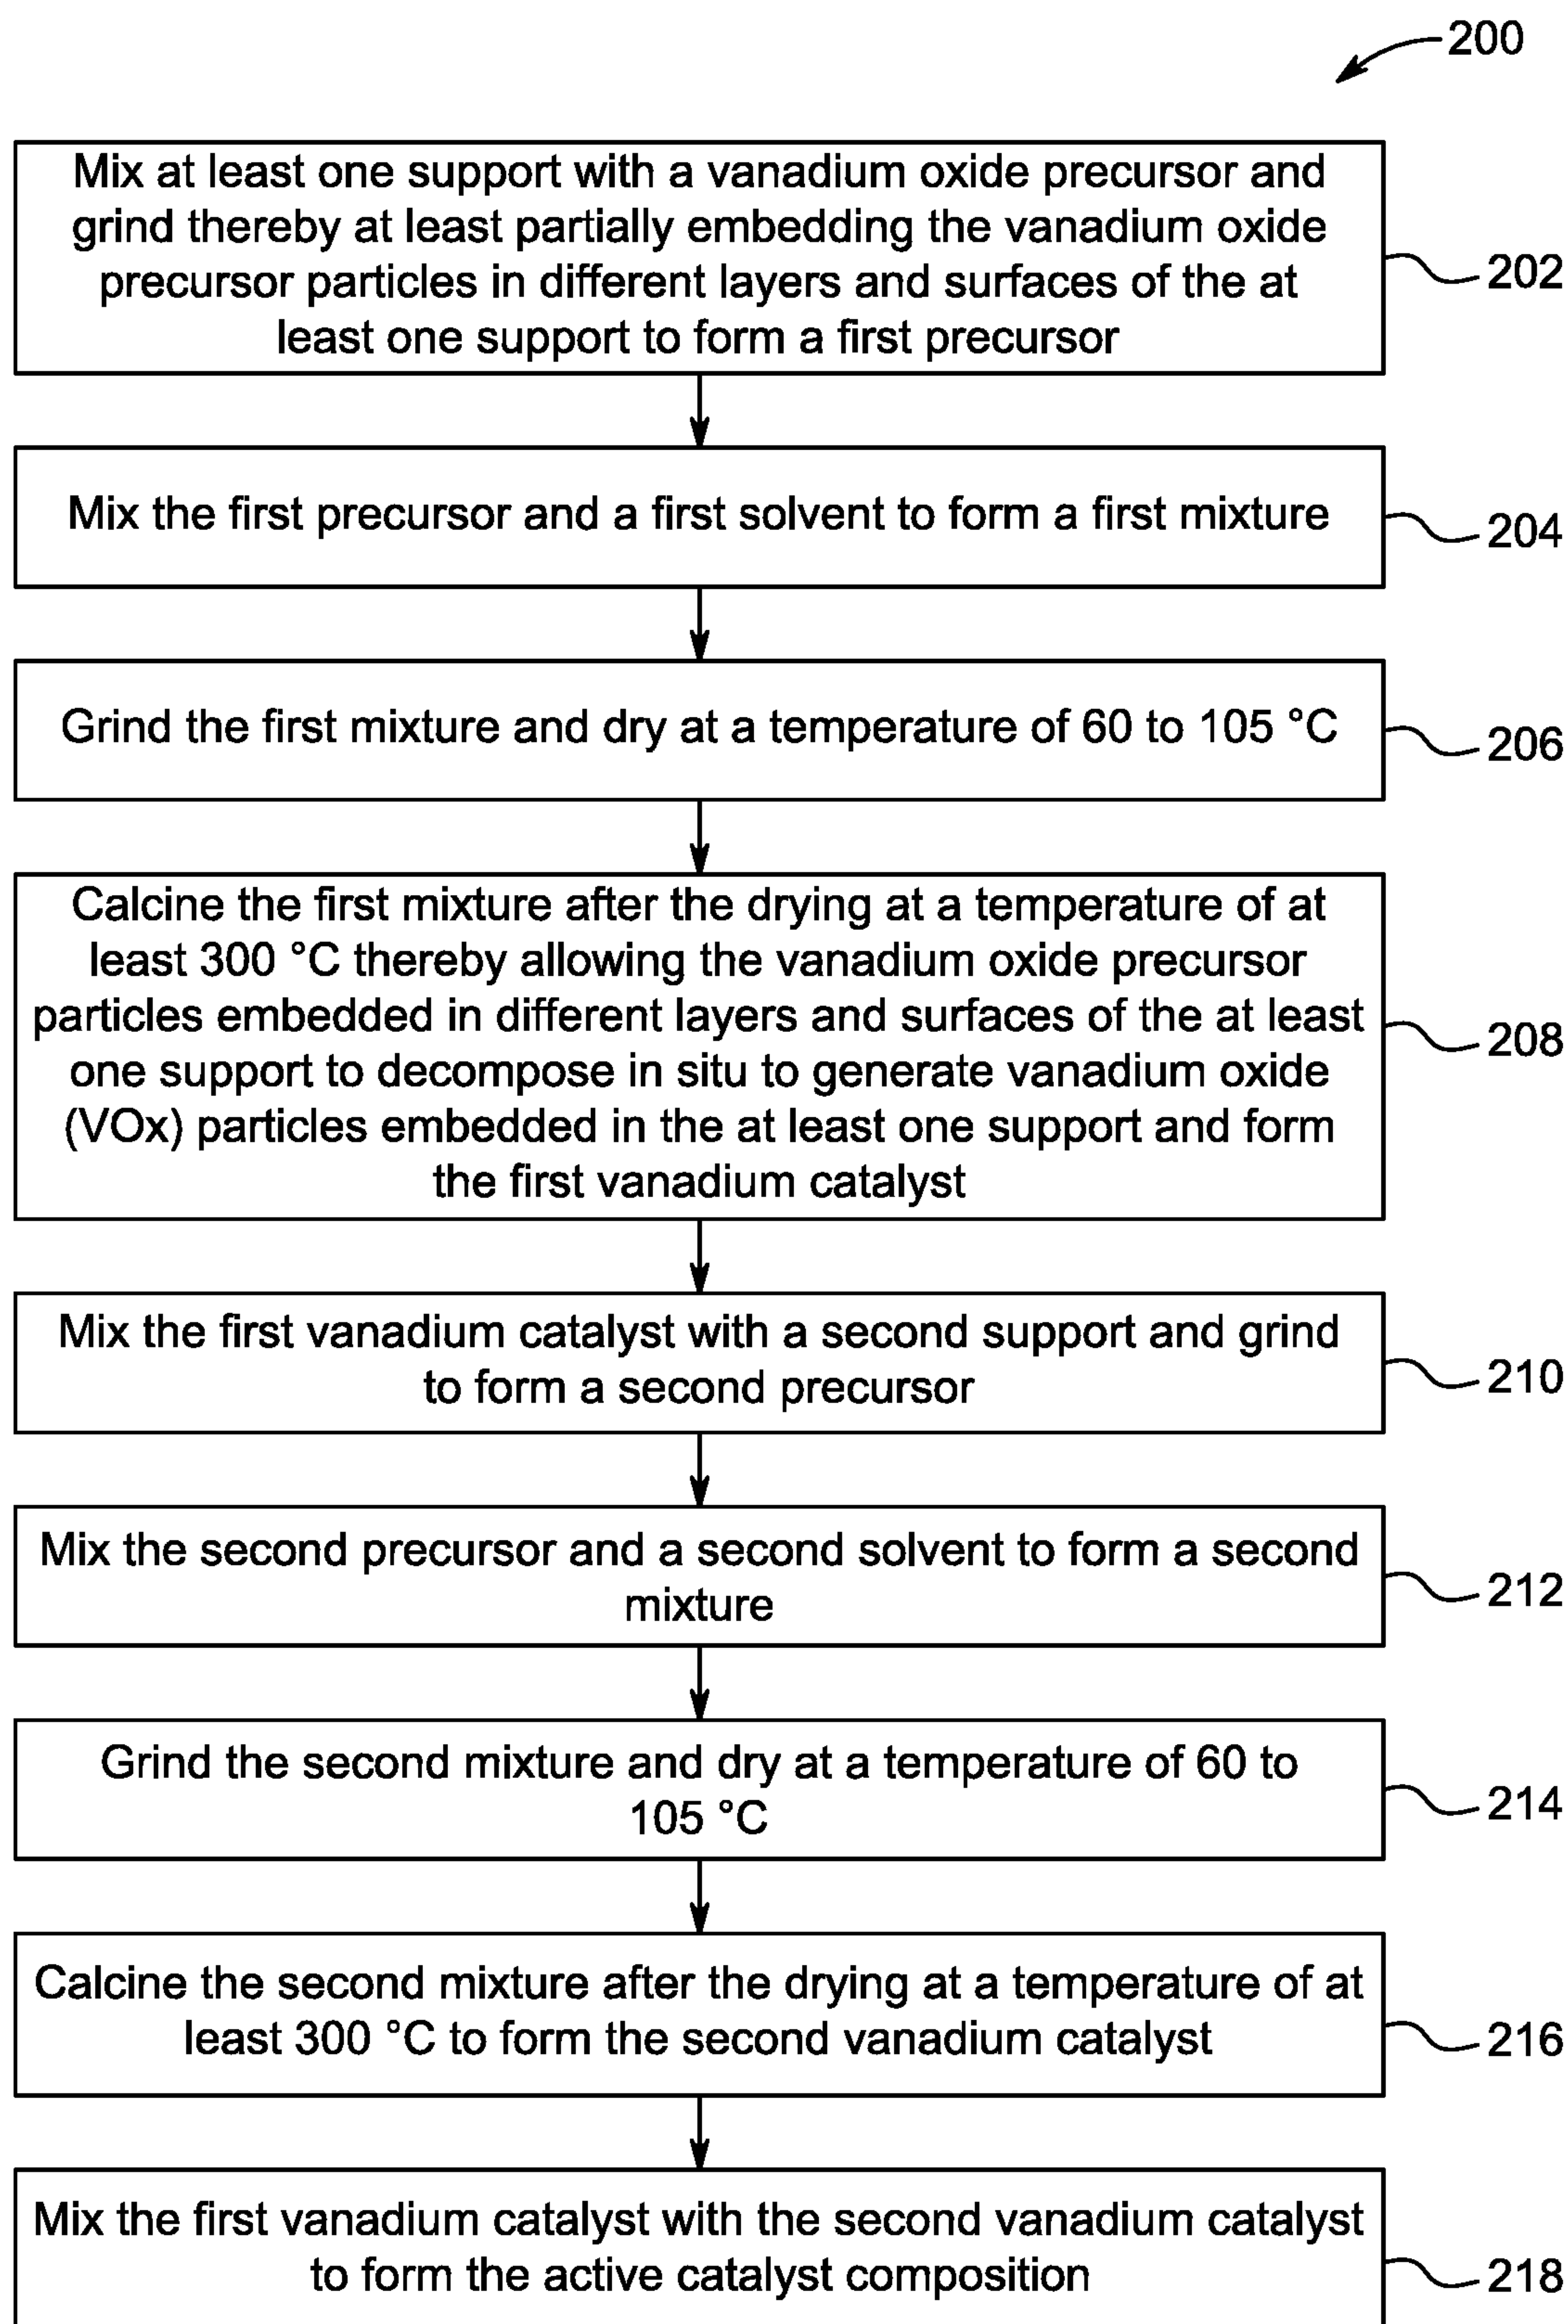 200
Mix at least one support with a vanadium oxide precursor and
grind thereby at least partially embedding the vanadium oxide
precursor particles in different layers and surfaces of the at
least one support to form a first precursor
202
Mix the first precursor and a first solvent to form a first mixture
204
Grind the first mixture and dry at a temperature of 60 to 105 °C
206
Calcine the first mixture after the drying at a temperature of at
least 300 °C thereby allowing the vanadium oxide precursor
particles embedded in different layers and surfaces of the at least
one support to decompose in situ to generate vanadium oxide
(VOx) particles embedded in the at least one support and form
the first vanadium catalyst
208
Mix the first vanadium catalyst with a second support and grind
to form a second precursor
210
Mix the second precursor and a second solvent to form a second
mixture
212
Grind the second mixture and dry at a temperature of 60 to
105 °C
214
Calcine the second mixture after the drying at a temperature of at
least 300 °C to form the second vanadium catalyst
216
Mix the first vanadium catalyst with the second vanadium catalyst
to form the active catalyst composition
218